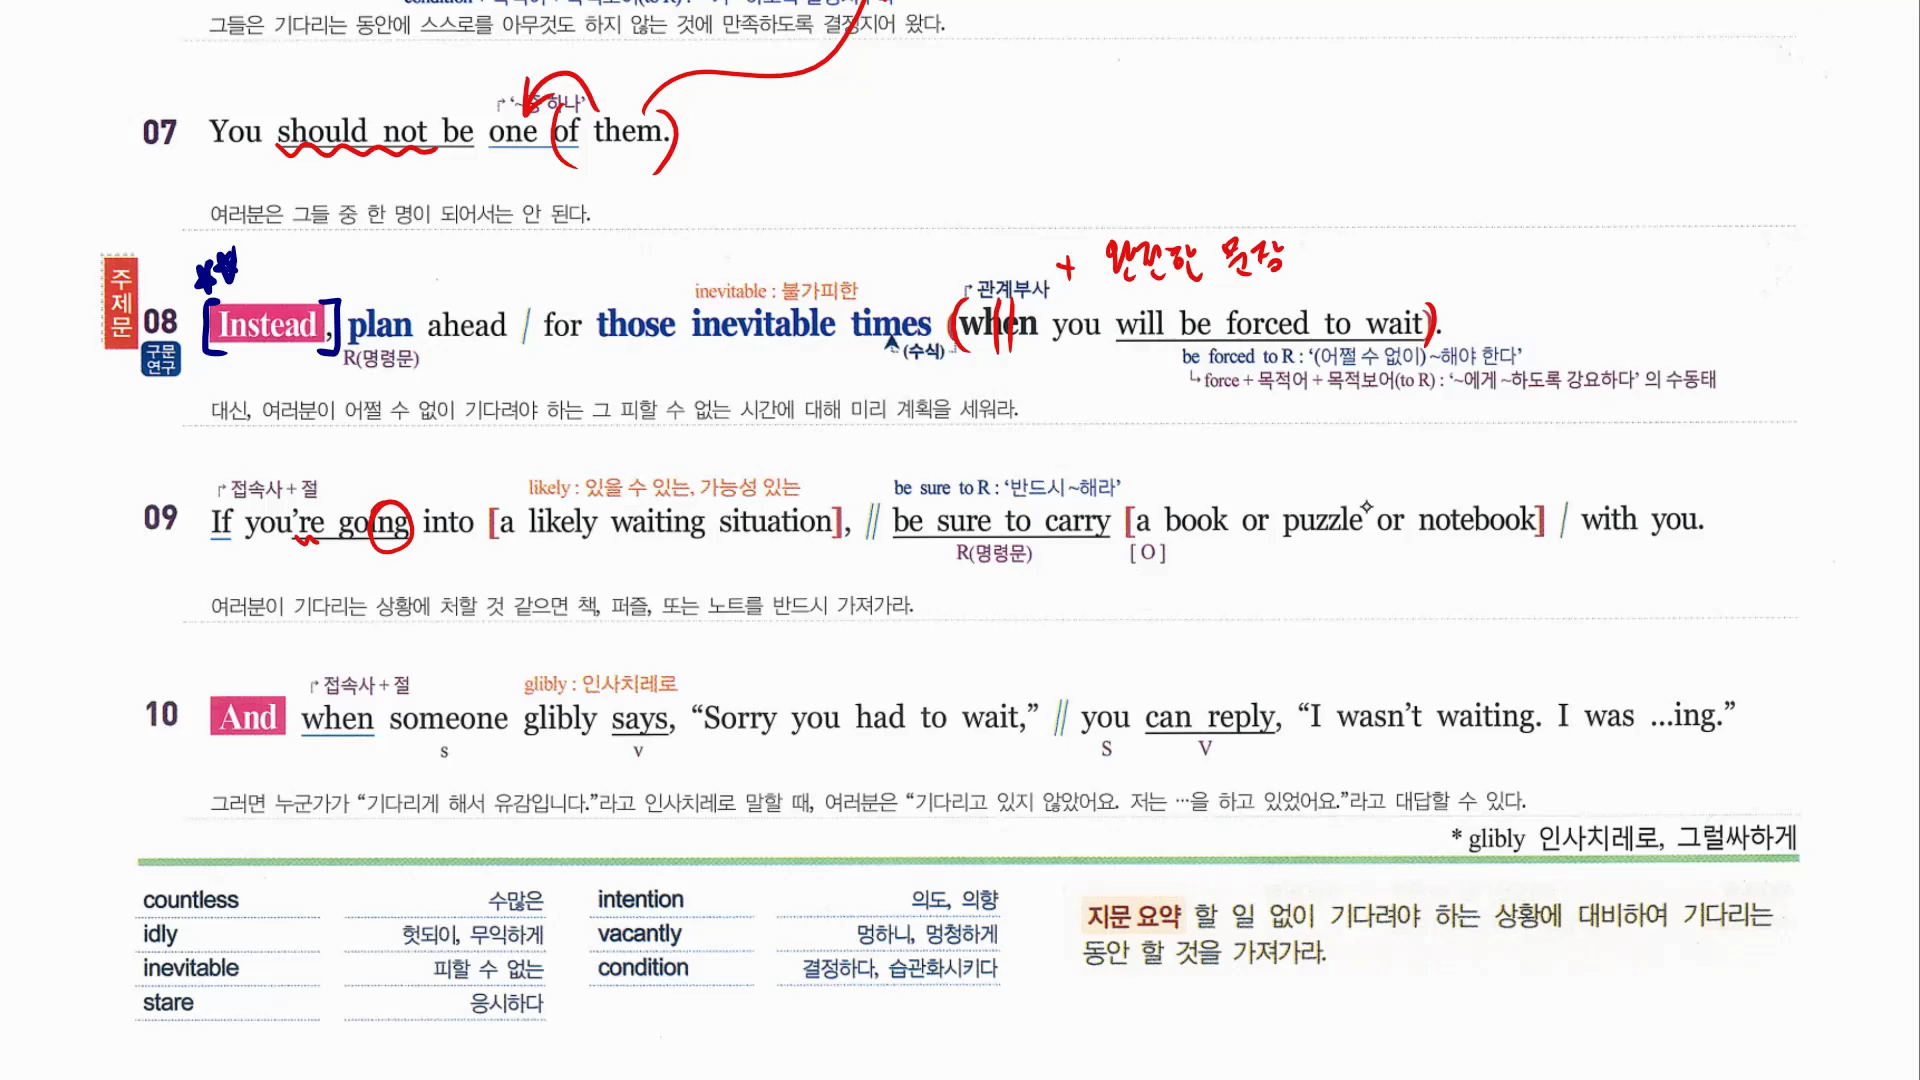 그들은 기다리는 동안에 스스로를 아무것도 하지 않는 것에 만족하도록 결정지어 왔다.
07 You should not be one of them.
여러분은 그들 중 한 명이 되어서는 안 된다.
+ 완전한 문장
주제문
inevitable : 불가피한
관계부사
08 Instead, plan ahead / for those inevitable times (when you will be forced to wait).
구문연구
R(명령문)
(수식)
be forced to R : ‘(어쩔 수 없이) ~해야 한다’
force + 목적어 + 목적보어(to R) : ‘~에게 ~하도록 강요하다’ 의 수동태
대신, 여러분이 어쩔 수 없이 기다려야 하는 그 피할 수 없는 시간에 대해 미리 계획을 세워라.
접속사 + 절
likely : 있을 수 있는, 가능성 있는
be sure to R : ‘반드시 ~해라’
09 If you’re going into [a likely waiting situation], // be sure to carry [a book or puzzle or notebook] / with you.
R(명령문)
[ O ]
여러분이 기다리는 상황에 처할 것 같으면 책, 퍼즐, 또는 노트를 반드시 가져가라.
접속사 + 절
glibly : 인사치레로
10 And when someone glibly says, “Sorry you had to wait,” // you can reply, “I wasn’t waiting. I was ...ing.”
s v S V
그러면 누군가가 “기다리게 해서 유감입니다.”라고 인사치레로 말할 때, 여러분은 “기다리고 있지 않았어요. 저는 …을 하고 있었어요.”라고 대답할 수 있다.
* glibly 인사치레로, 그럴싸하게
countless 수많은
idly 헛되이, 무익하게
inevitable 피할 수 없는
stare 응시하다
intention 의도, 의향
vacantly 멍하니, 멍청하게
condition 결정하다, 습관화시키다
지문 요약 할 일 없이 기다려야 하는 상황에 대비하여 기다리는
동안 할 것을 가져가라.